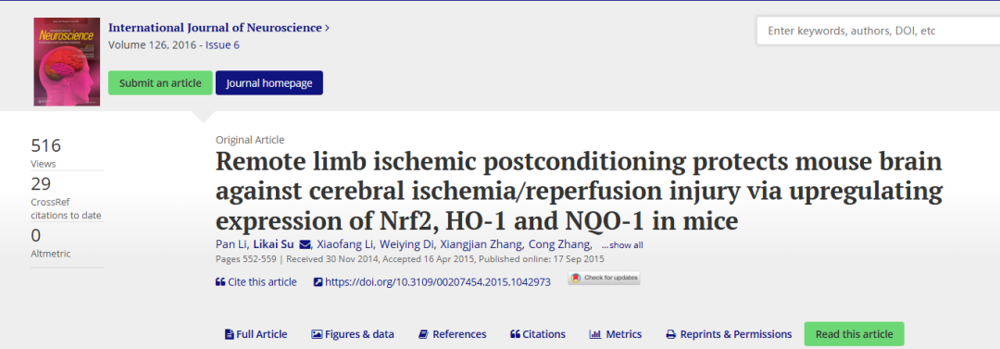 Neuroscience
International Journal of Neuroscience >
Volume 126, 2016 - Issue 6
Enter keywords, authors, DOI, etc
Submit an article
Journal homepage
516
Views
29
CrossRef
citations to date
0
Altmetric
Original Article
Remote limb ischemic postconditioning protects mouse brain
against cerebral ischemia/reperfusion injury via upregulating
expression of Nrf2, HO-1 and NQO-1 in mice
Pan Li, Likai Su, Xiaofang Li, Weiying Di, Xiangjian Zhang, Cong Zhang, ...show all
Pages 552-559 | Received 30 Nov 2014, Accepted 16 Apr 2015, Published online: 17 Sep 2015
Cite this article
https://doi.org/10.3109/00207454.2015.1042973
Check for updates
Full Article
Figures & data
References
Citations
Metrics
Reprints & Permissions
Read this article